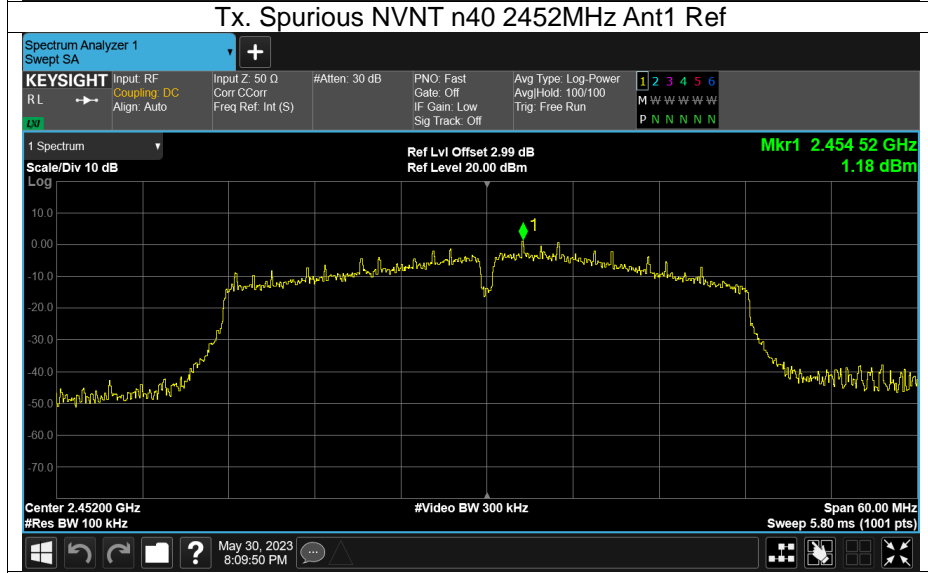 Tx. Spurious NVNT n40 2452MHz Ant1 Ref
Spectrum Analyzer 1
Swept SA
KEYSIGHT
R L
LXI
Input: RF
Coupling: DC
Align: Auto
Input Z: 50 Ω
Corr CCorr
Freq Ref: Int (S)
#Atten: 30 dB
PNO: Fast
Gate: Off
IF Gain: Low
Sig Track: Off
Avg Type: Log-Power
Avg|Hold: 100/100
Trig: Free Run
1 2 3 4 5 6
M W W W W W
P N N N N N
1 Spectrum
Scale/Div 10 dB
Log
Ref Lvl Offset 2.99 dB
Ref Level 20.00 dBm
Mkr1 2.454 52 GHz
1.18 dBm
1
10.0
0.00
-10.0
-20.0
-30.0
-40.0
-50.0
-60.0
-70.0
Center 2.45200 GHz
#Res BW 100 kHz
#Video BW 300 kHz
Span 60.00 MHz
Sweep 5.80 ms (1001 pts)
?
May 30, 2023
8:09:50 PM